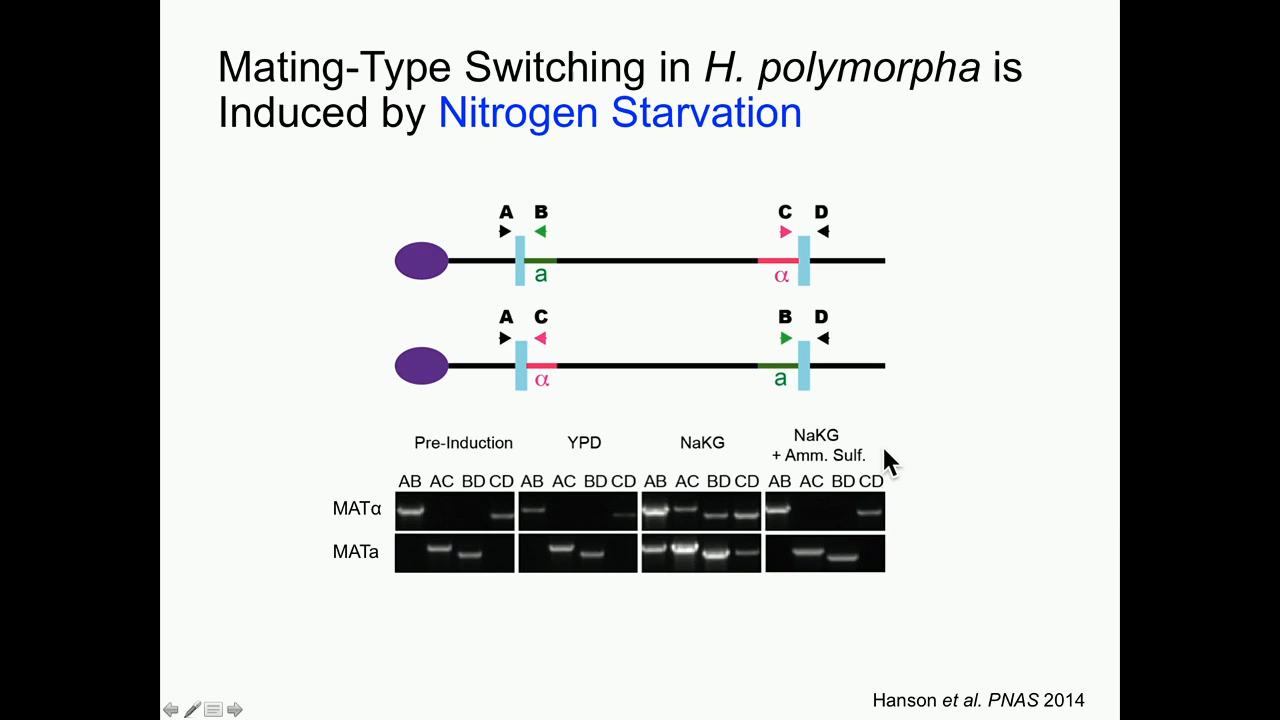 Mating-Type Switching in H. polymorpha is
Induced by Nitrogen Starvation
A B C D
a α
A C B D
α a
Pre-Induction YPD NaKG NaKG
+ Amm. Sulf.
AB AC BD CD AB AC BD CD AB AC BD CD AB AC BD CD
MATα
MATa
Hanson et al. PNAS 2014